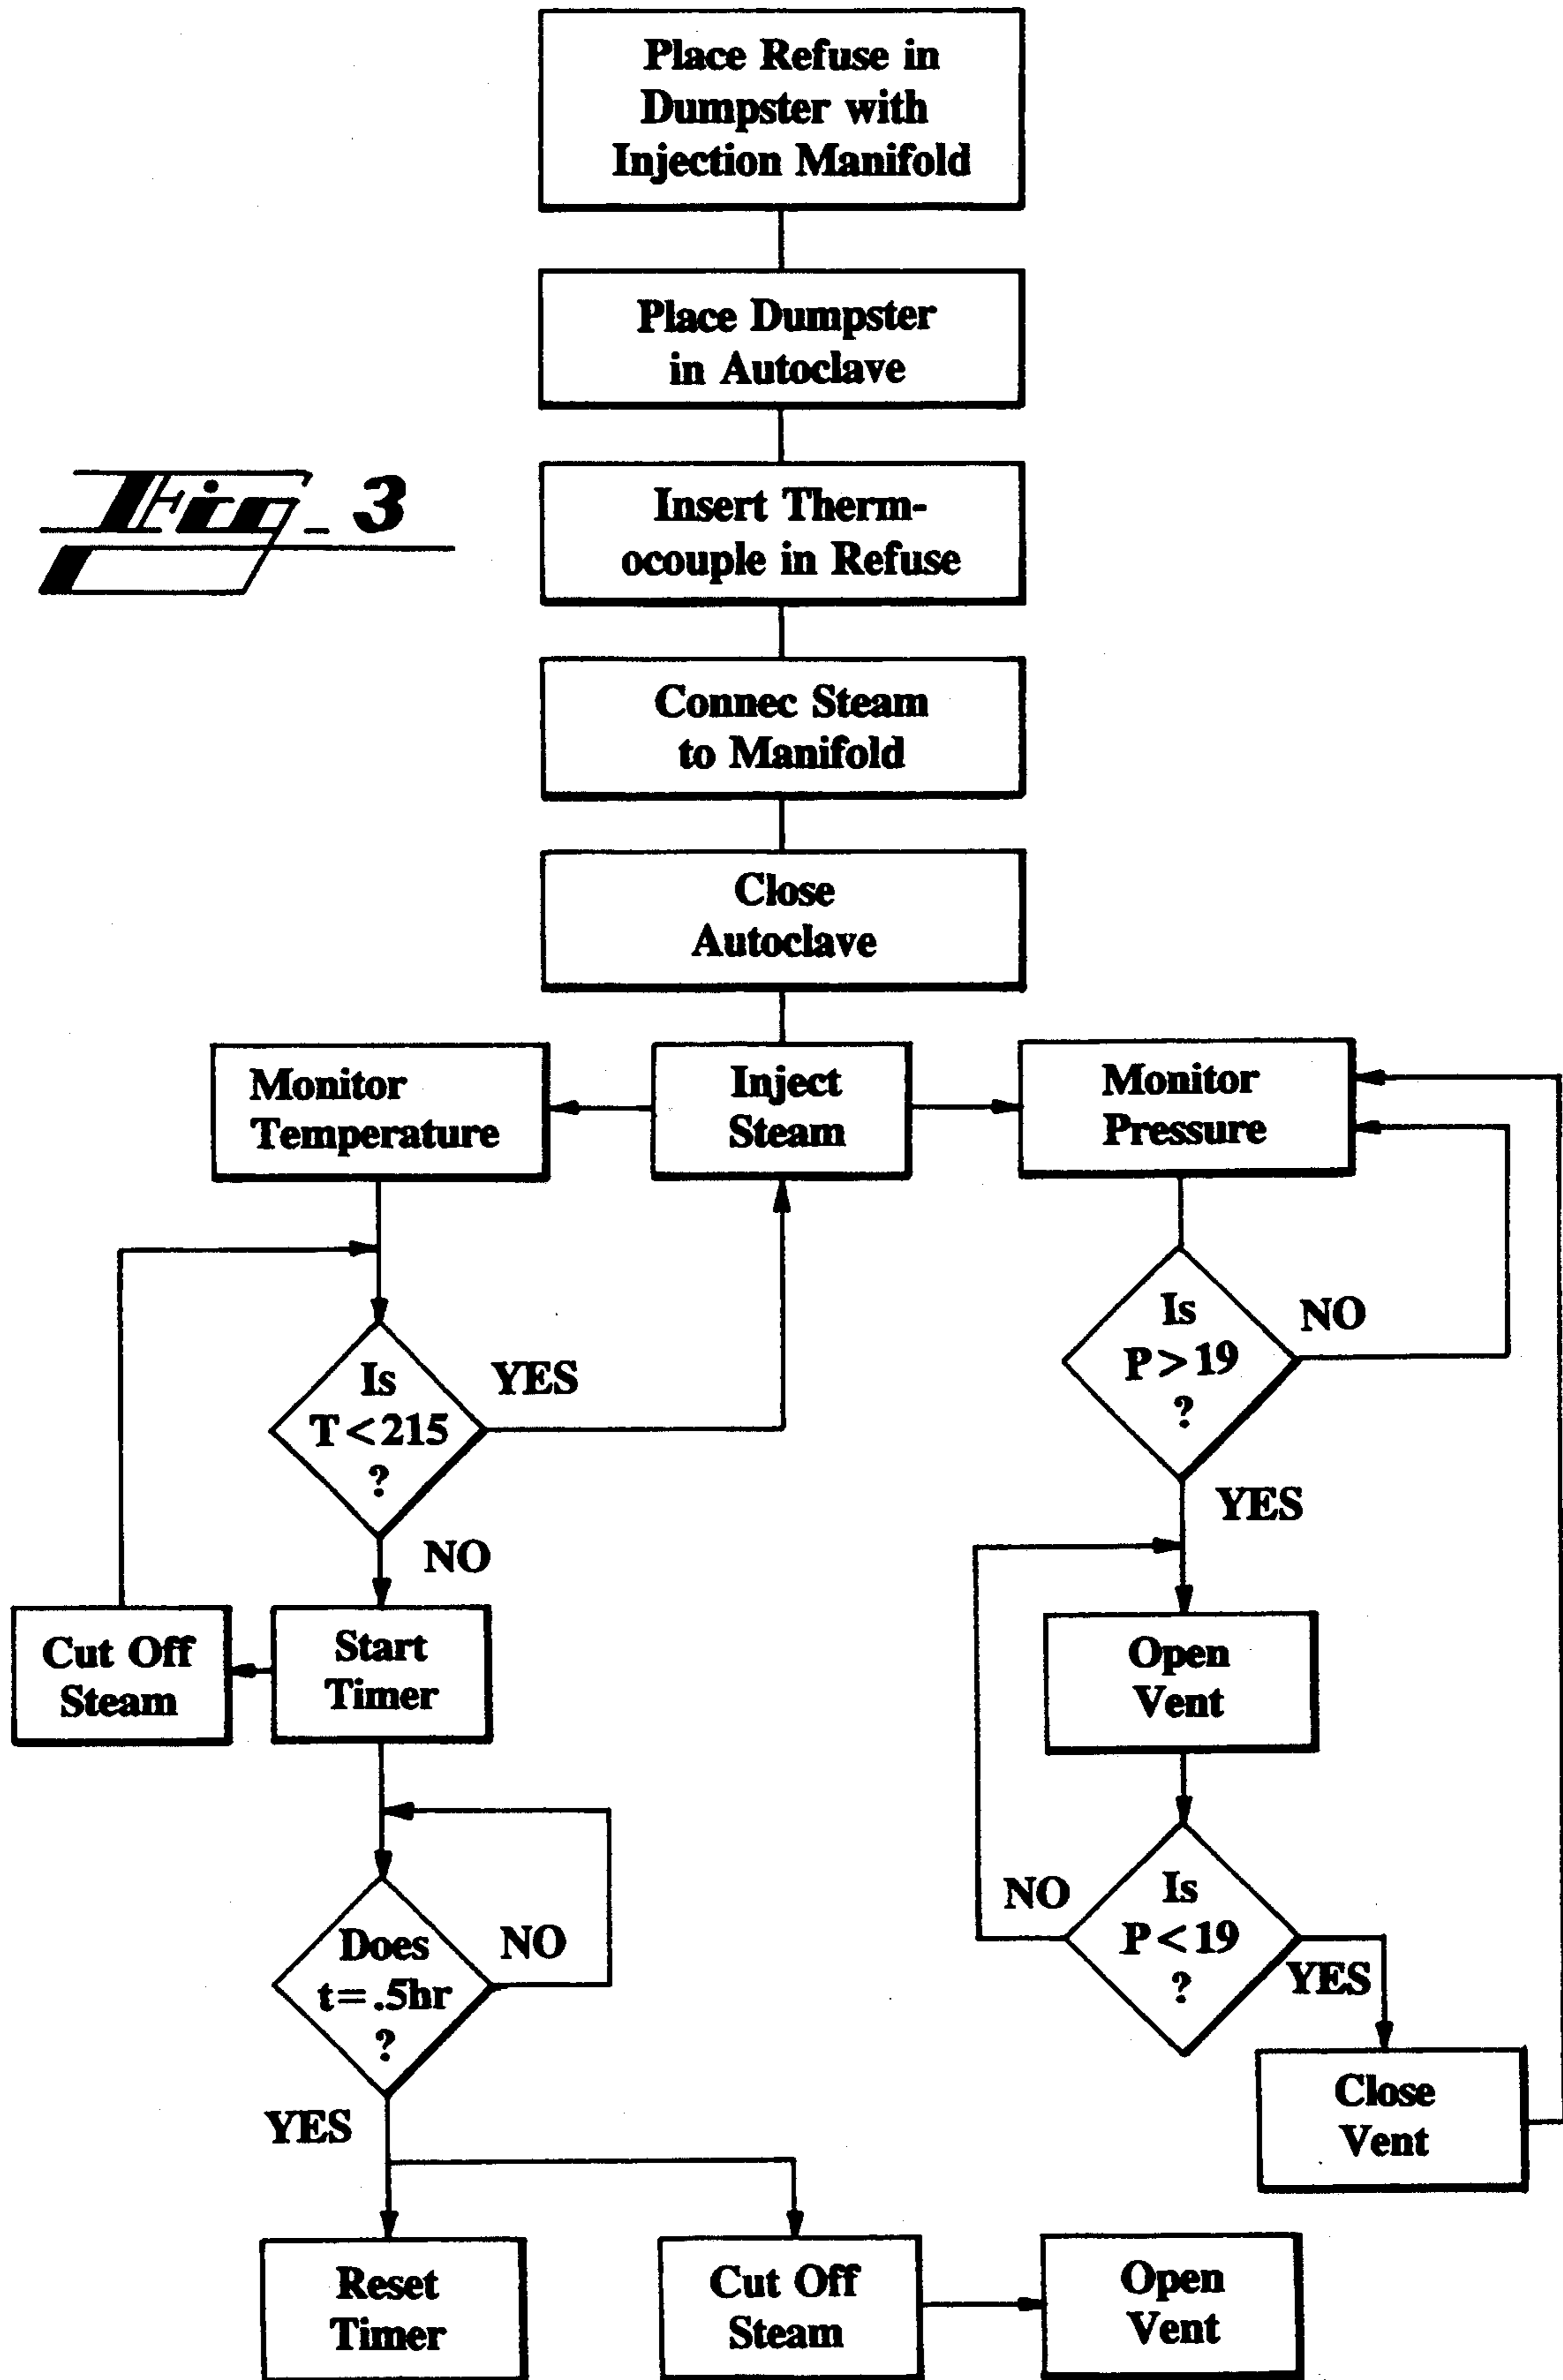 Place Refuse in
Dumpster with
Injection Manifold
Place Dumpster
in Autoclave
Fig_3
Insert Therm-
ocouple in Refuse
Connec Steam
to Manifold
Close
Autoclave
Monitor
Temperature
Inject
Steam
Monitor
Pressure
Is
T<215
?
YES
NO
Is
P>19
?
NO
YES
Cut Off
Steam
Start
Timer
Open
Vent
Does
t=.5hr
?
NO
YES
Is
P<19
?
NO
YES
Close
Vent
Reset
Timer
Cut Off
Steam
Open
Vent